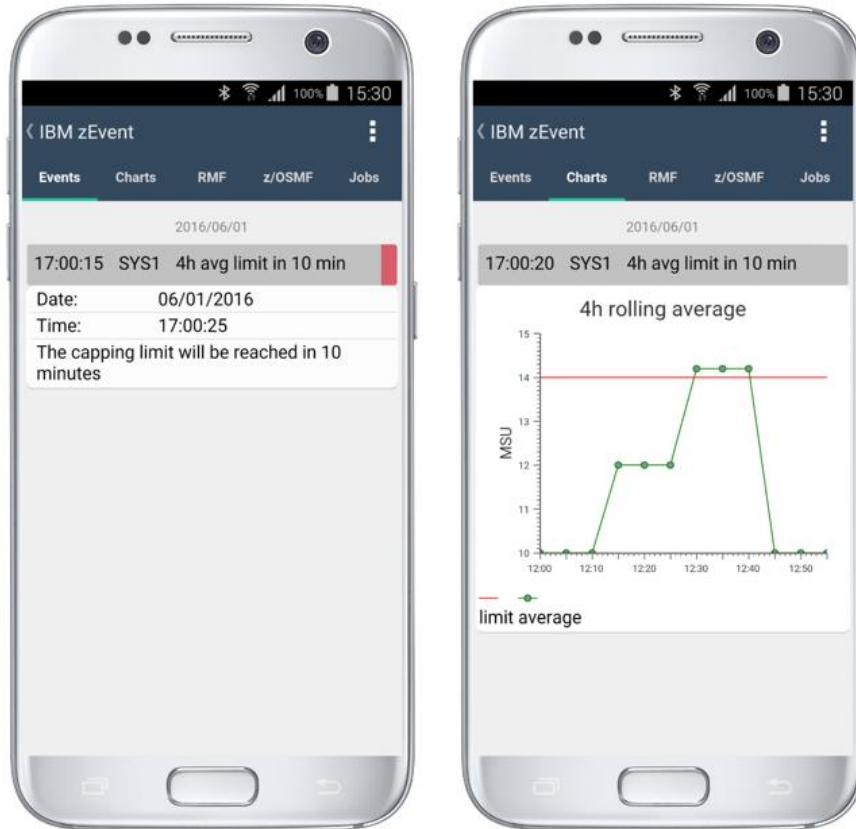 100% 15:30
IBM zEvent
Events Charts RMF z/OSMF Jobs
2016/06/01
17:00:15 SYS1 4h avg limit in 10 min
Date: 06/01/2016
Time: 17:00:25
The capping limit will be reached in 10
minutes
100% 15:30
IBM zEvent
Events Charts RMF z/OSMF Jobs
2016/06/01
17:00:20 SYS1 4h avg limit in 10 min
4h rolling average
15
14
13
12
11
10
MSU
12:00 12:10 12:20 12:30 12:40 12:50
limit average